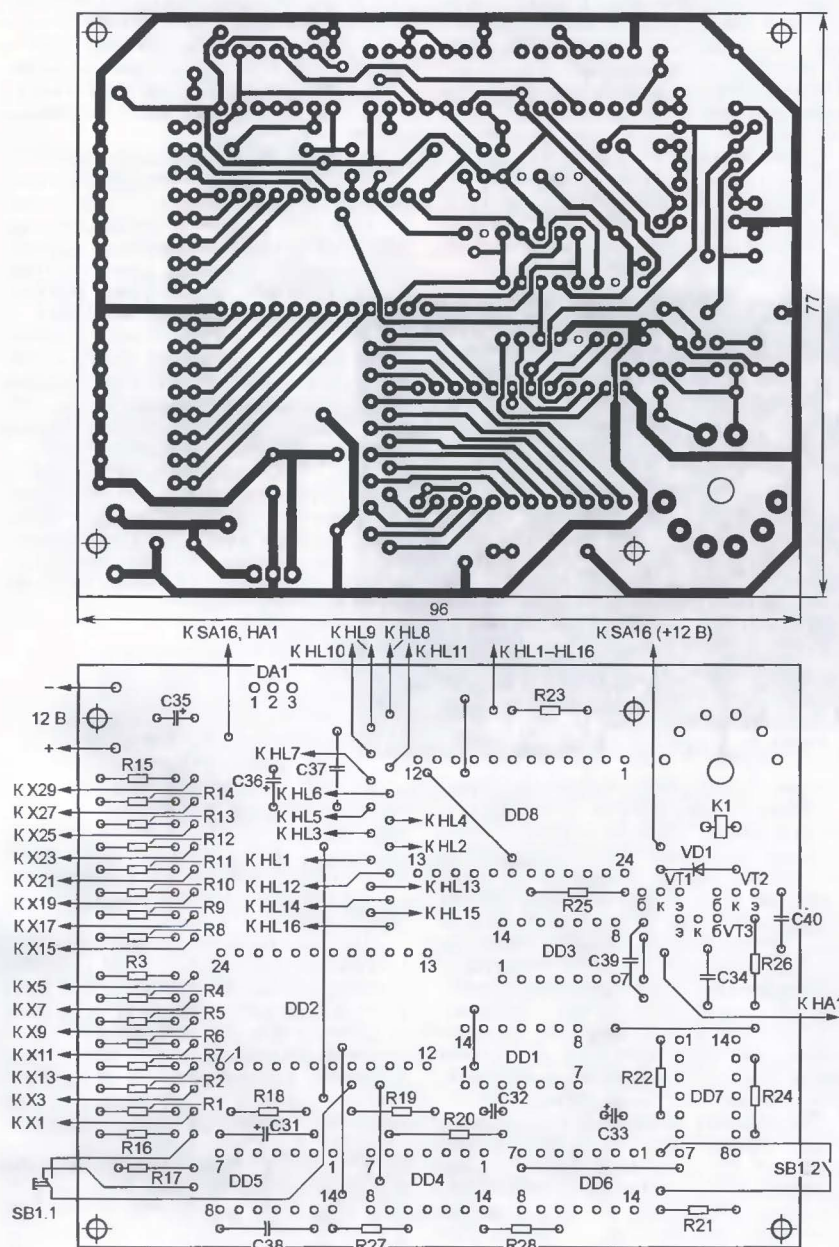 77
96
К SA16, HA1
К HL10
К HL9
К HL8
К HL11
К HL1–HL16
К SA16 (+12 В)
–
12 В
+
C35
DA1
1 2 3
R23
К HL7
C36
+
C37
12
1
К HL6
К HL5
К HL3
К HL4
К HL2
DD8
K1
R15
К X29
R14
К X27
R13
К X25
R12
К X23
R11
К X21
R10
К X19
R9
К X17
R8
К X15
К HL1
13
24
VD1
К HL12
К HL13
К HL14
К HL15
К HL16
R25
VT1
VT2
б к э
б к э
э к б
VT3
C40
14
8
DD3
C39
1
7
C34
R26
К HA1
R3
24
13
К X5
R4
К X7
R5
DD2
К X9
R6
К X11
R7
1
12
К X13
R2
К X3
R1
К X1
R16
R17
SB1.1
14
8
DD1
1
7
1
14
R22
DD7
R24
7
8
R18
R19
C32
C33
+
C31
+
R20
7
1
7
1
7
1
DD5
DD4
DD6
SB1.2
8
14
8
14
8
14
R21
C38
R27
R28